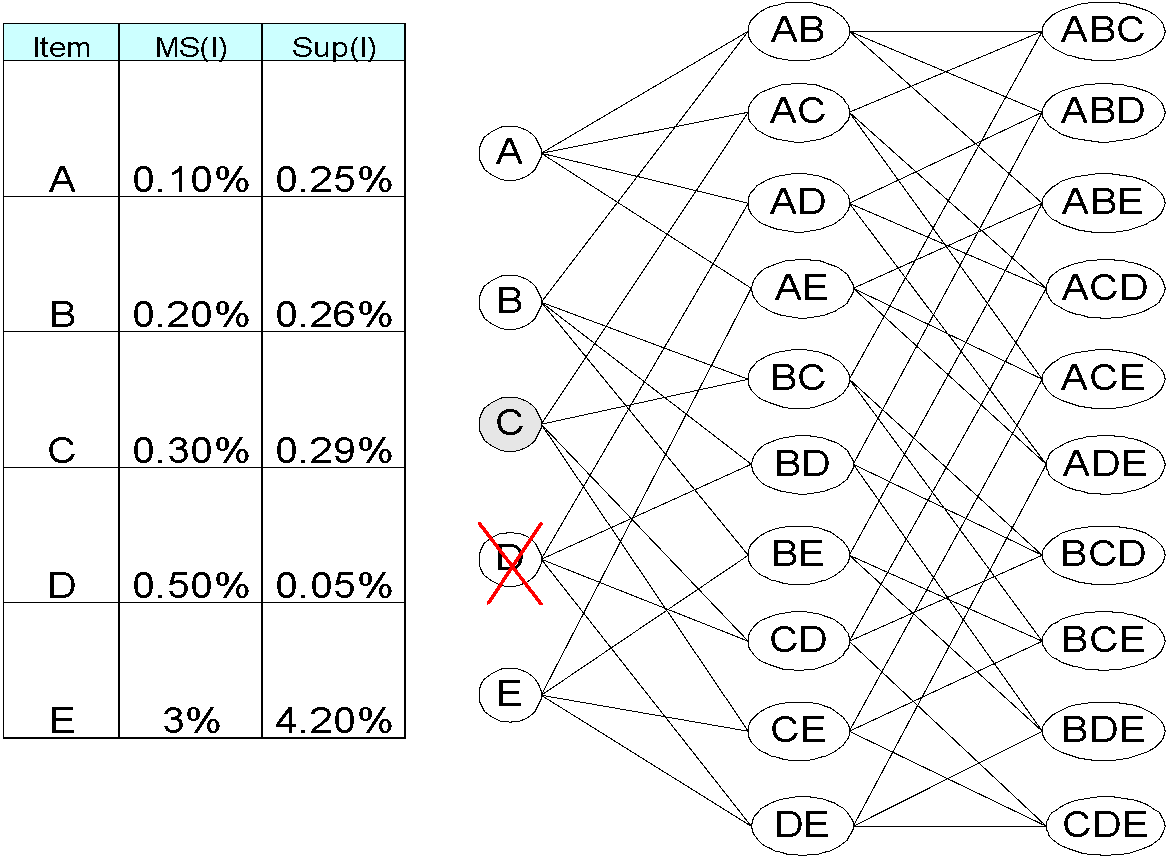 Item MS(I) Sup(I)
A 0.10% 0.25%
B 0.20% 0.26%
C 0.30% 0.29%
D 0.50% 0.05%
E 3% 4.20%
A
B
C
D
E
AB
AC
AD
AE
BC
BD
BE
CD
CE
DE
ABC
ABD
ABE
ACD
ACE
ADE
BCD
BCE
BDE
CDE